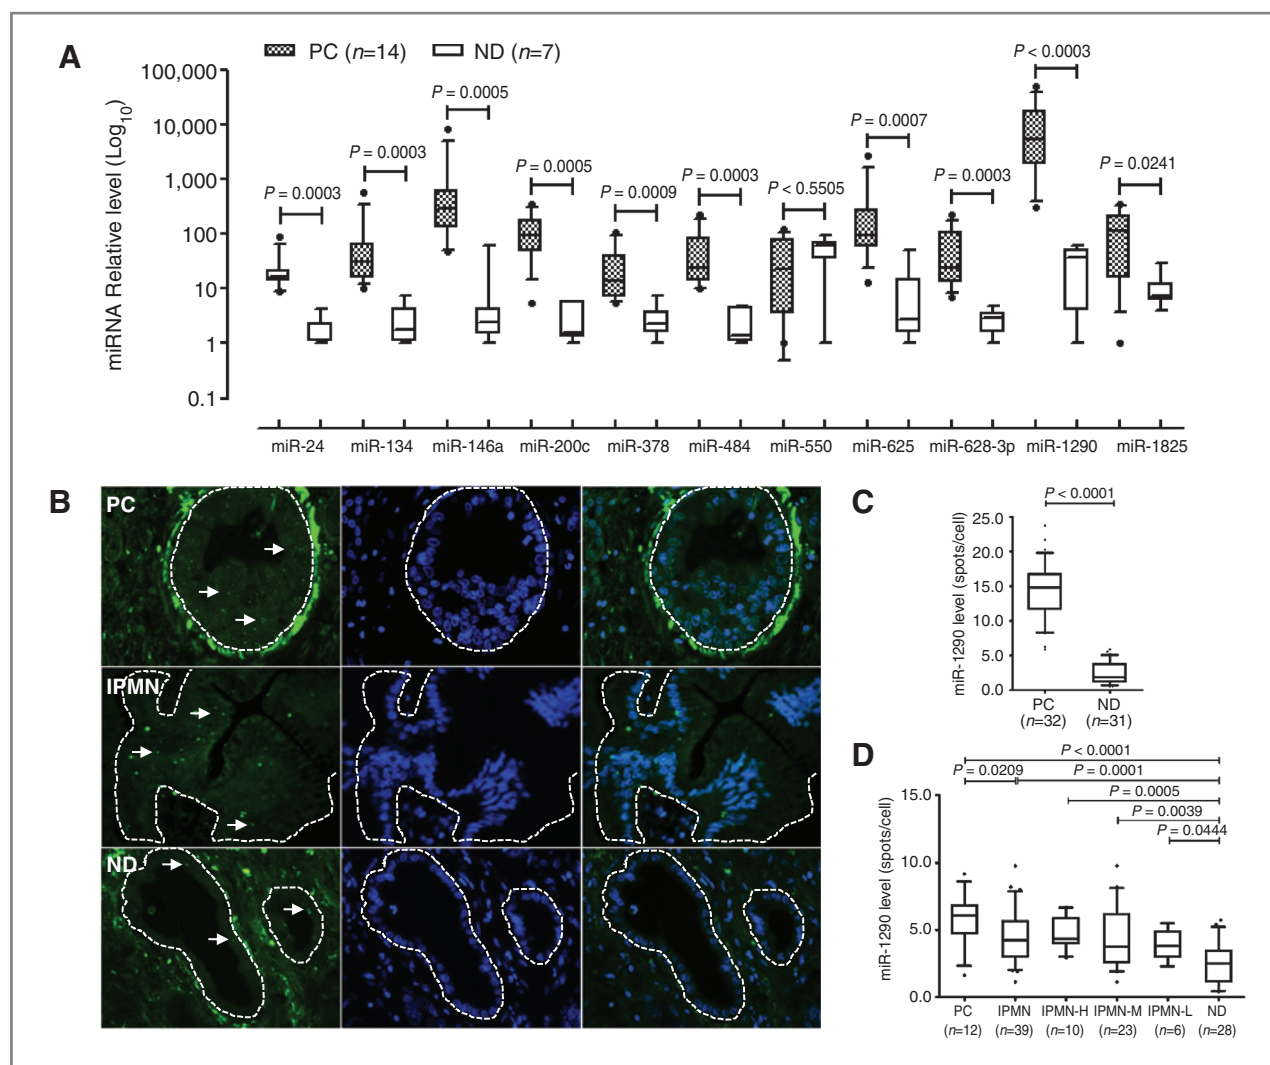 A
PC (n=14) ND (n=7)
miRNA Relative level (Log10)
100,000
10,000
1,000
100
10
1
0.1
P = 0.0003
P = 0.0003
P = 0.0005
P = 0.0005
P = 0.0009
P = 0.0003
P < 0.5505
P = 0.0007
P = 0.0003
P < 0.0003
P = 0.0241
miR-24 miR-134 miR-146a miR-200c miR-378 miR-484 miR-550 miR-625 miR-628-3p miR-1290 miR-1825
B
PC
IPMN
ND
C
P < 0.0001
miR-1290 level (spots/cell)
25.0
20.0
15.0
10.0
5.0
0.0
PC ND
(n=32) (n=31)
D
P < 0.0001
P = 0.0209 P = 0.0001
P = 0.0005
P = 0.0039
P = 0.0444
miR-1290 level (spots/cell)
15.0
10.0
5.0
0.0
PC IPMN IPMN-H IPMN-M IPMN-L ND
(n=12) (n=39) (n=10) (n=23) (n=6) (n=28)